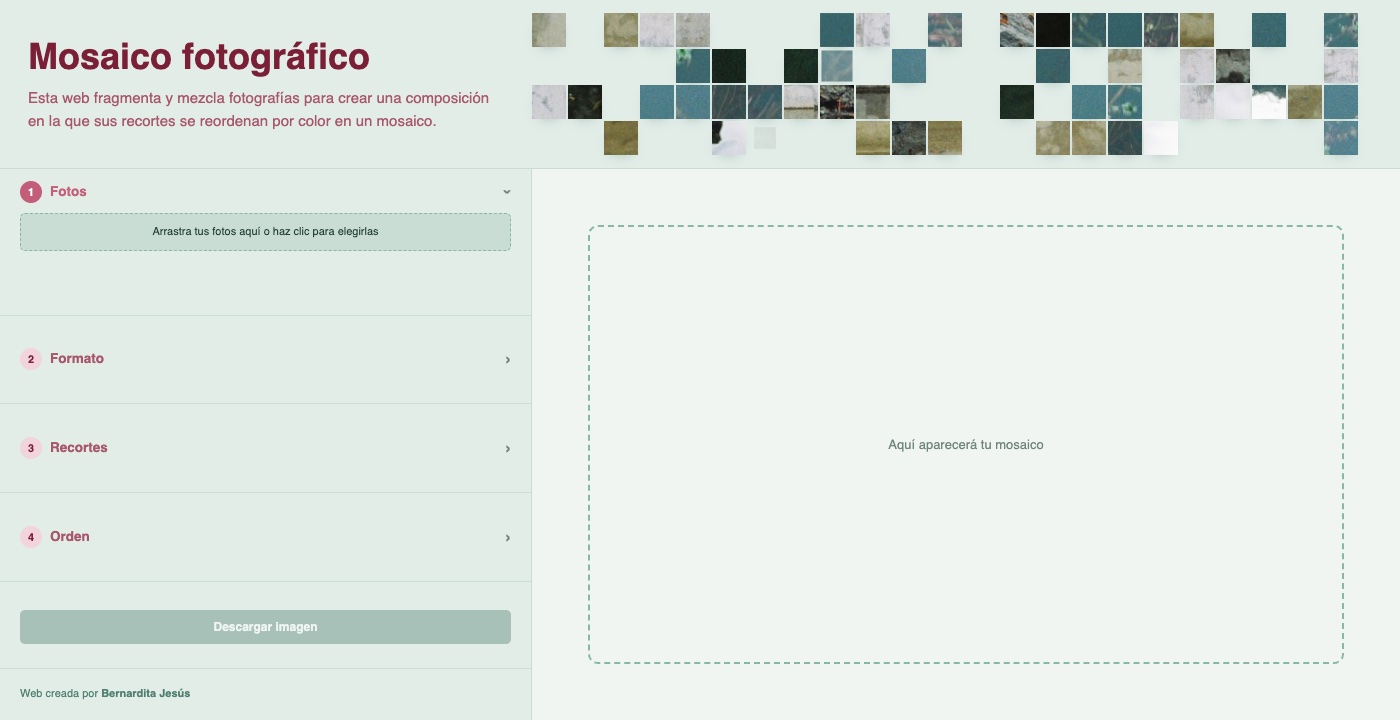 Mosaico fotográfico
Esta web fragmenta y mezcla fotografías para crear una composición
en la que sus recortes se reordenan por color en un mosaico.
1 Fotos
Arrastra tus fotos aquí o haz clic para elegirlas
2 Formato
3 Recortes
4 Orden
Descargar imagen
Web creada por Bernardita Jesús
Aquí aparecerá tu mosaico